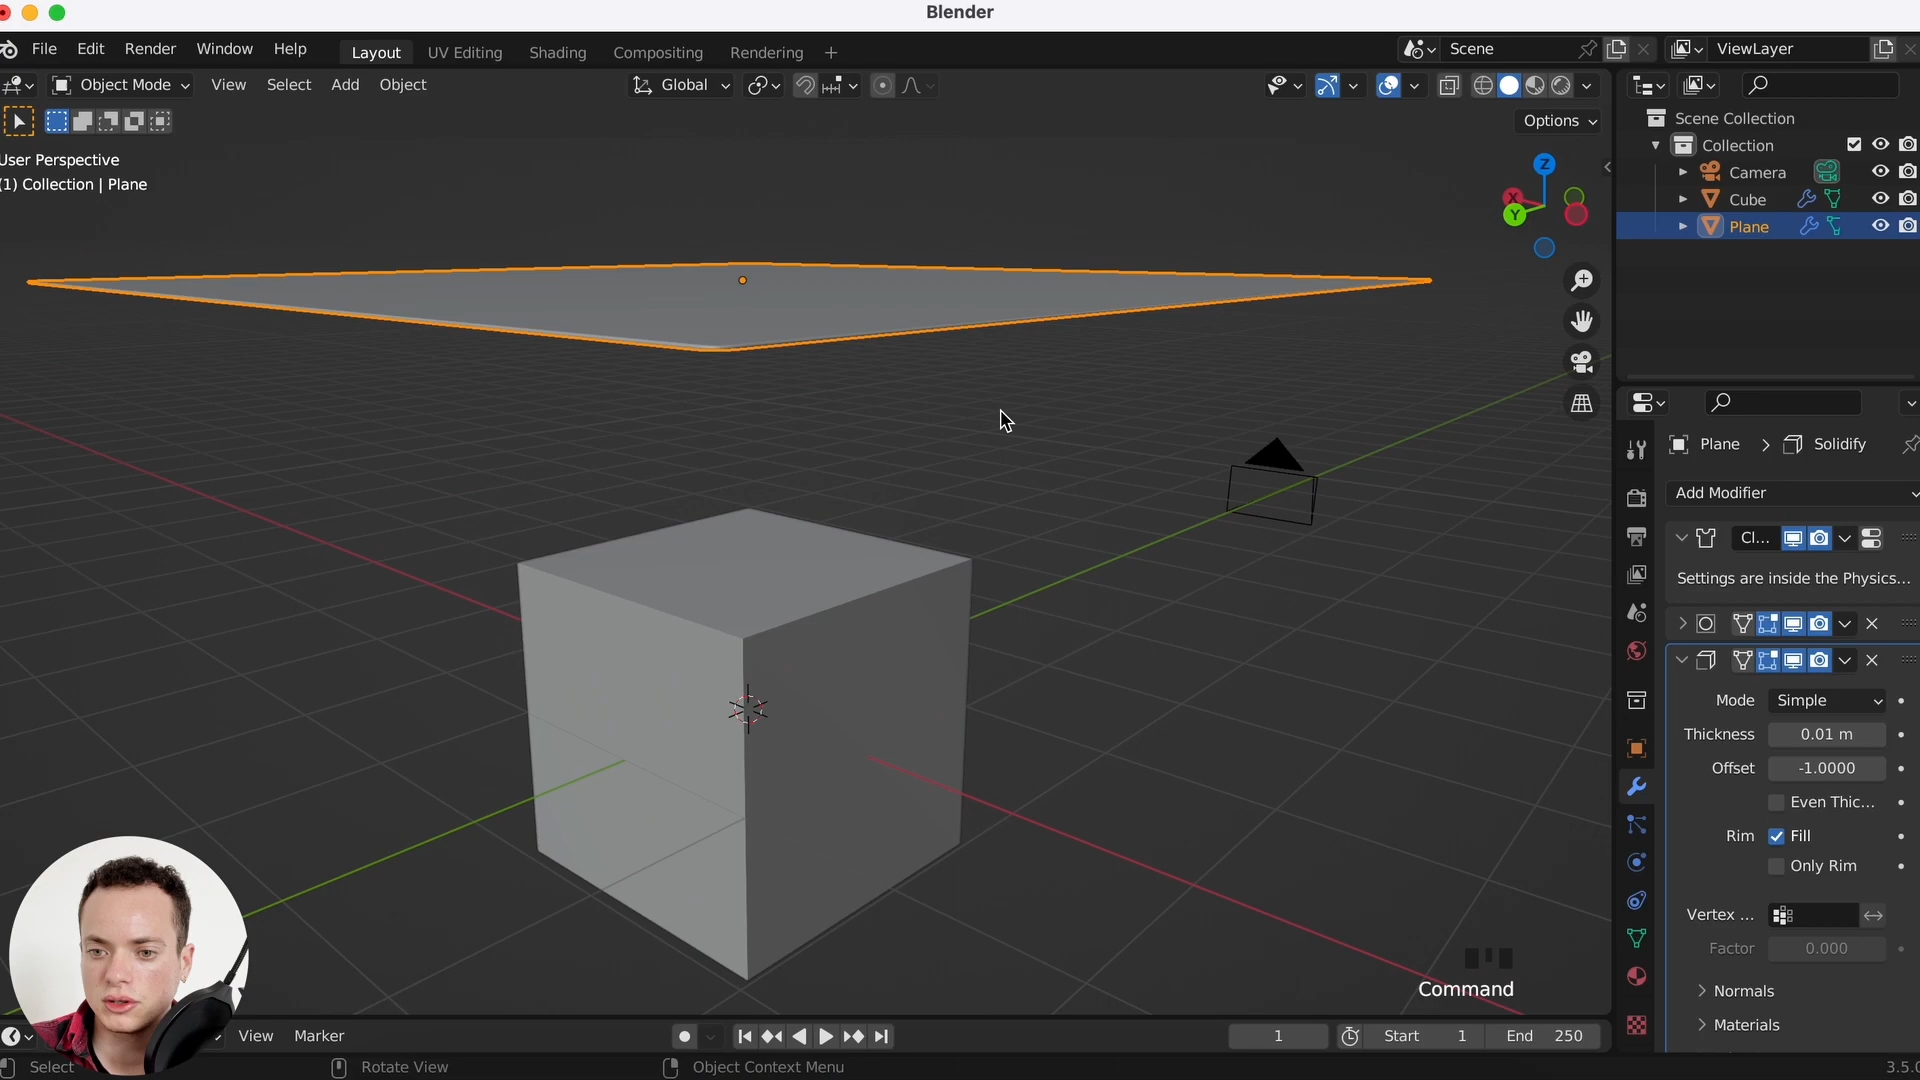 Blender
File Edit Render Window Help Layout UV Editing Shading Compositing Rendering + Scene ViewLayer
Object Mode View Select Add Object Global
Options
User Perspective
(1) Collection | Plane
Z
X
Y
Scene Collection
Collection
Camera
Cube
Plane
Plane > Solidify
Add Modifier
Cl...
Settings are inside the Physics...
Mode Simple
Thickness 0.01 m
Offset -1.0000
Even Thic...
Rim Fill
Only Rim
Vertex ...
Factor 0.000
Normals
Materials
Command
View Marker 1 Start 1 End 250
Select Rotate View Object Context Menu 3.5.0